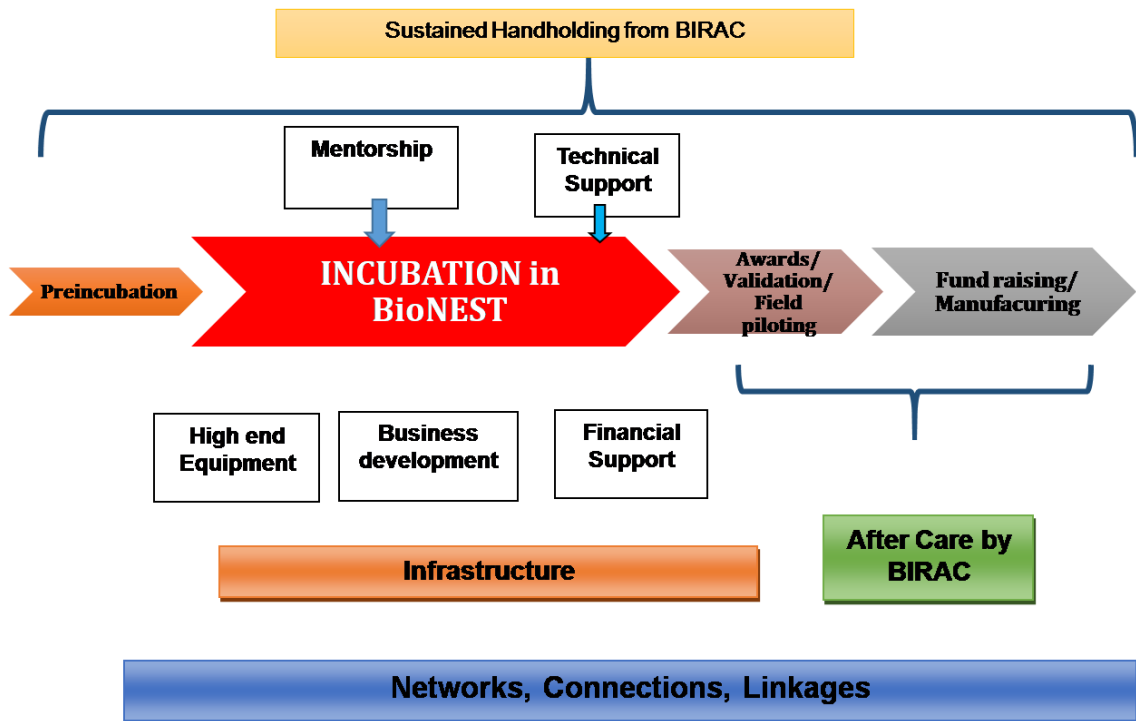 Sustained Handholding from BIRAC
Mentorship
Technical
Support
Preincubation
INCUBATION in
BioNEST
Awards/
Validation/
Field
piloting
Fund raising/
Manufacuring
High end
Equipment
Business
development
Financial
Support
After Care by
BIRAC
Infrastructure
Networks, Connections, Linkages